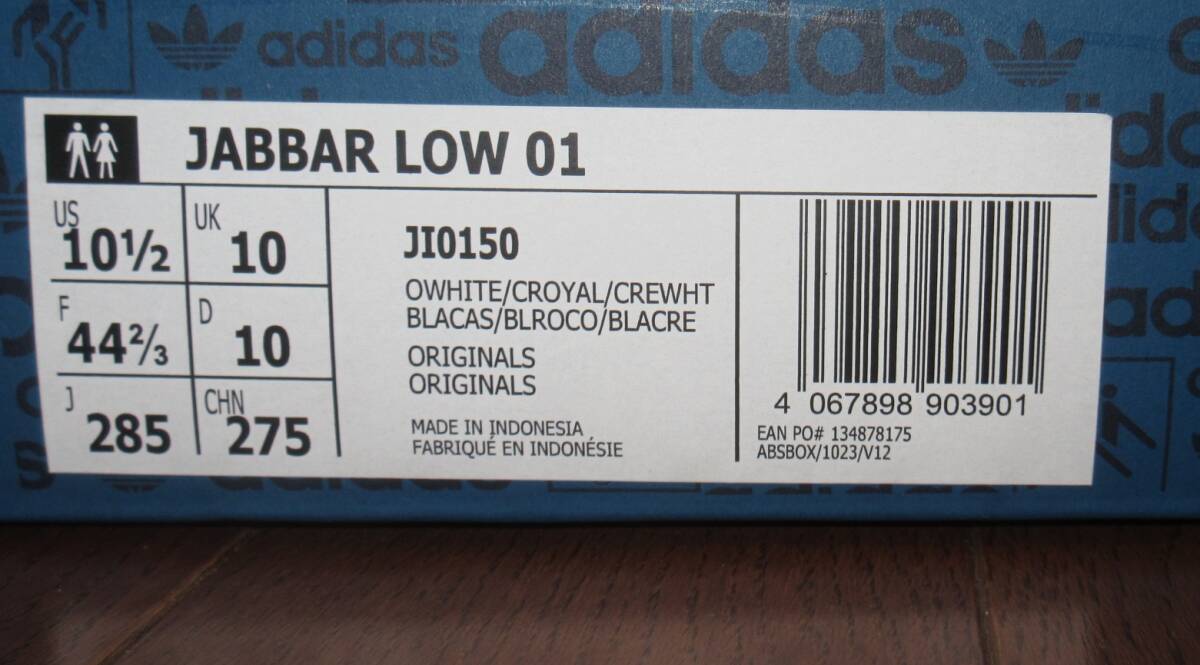 adidas adidas
JABBAR LOW 01
US 10½ UK 10
F 44⅔ D 10
J 285 CHN 275
JI0150
OWHITE/CROYAL/CREWHT
BLACAS/BLROCO/BLACRE
ORIGINALS
ORIGINALS
MADE IN INDONESIA
FABRIQUÉ EN INDONÉSIE
4 067898 903901
EAN PO# 134878175
ABSBOX/1023/V12